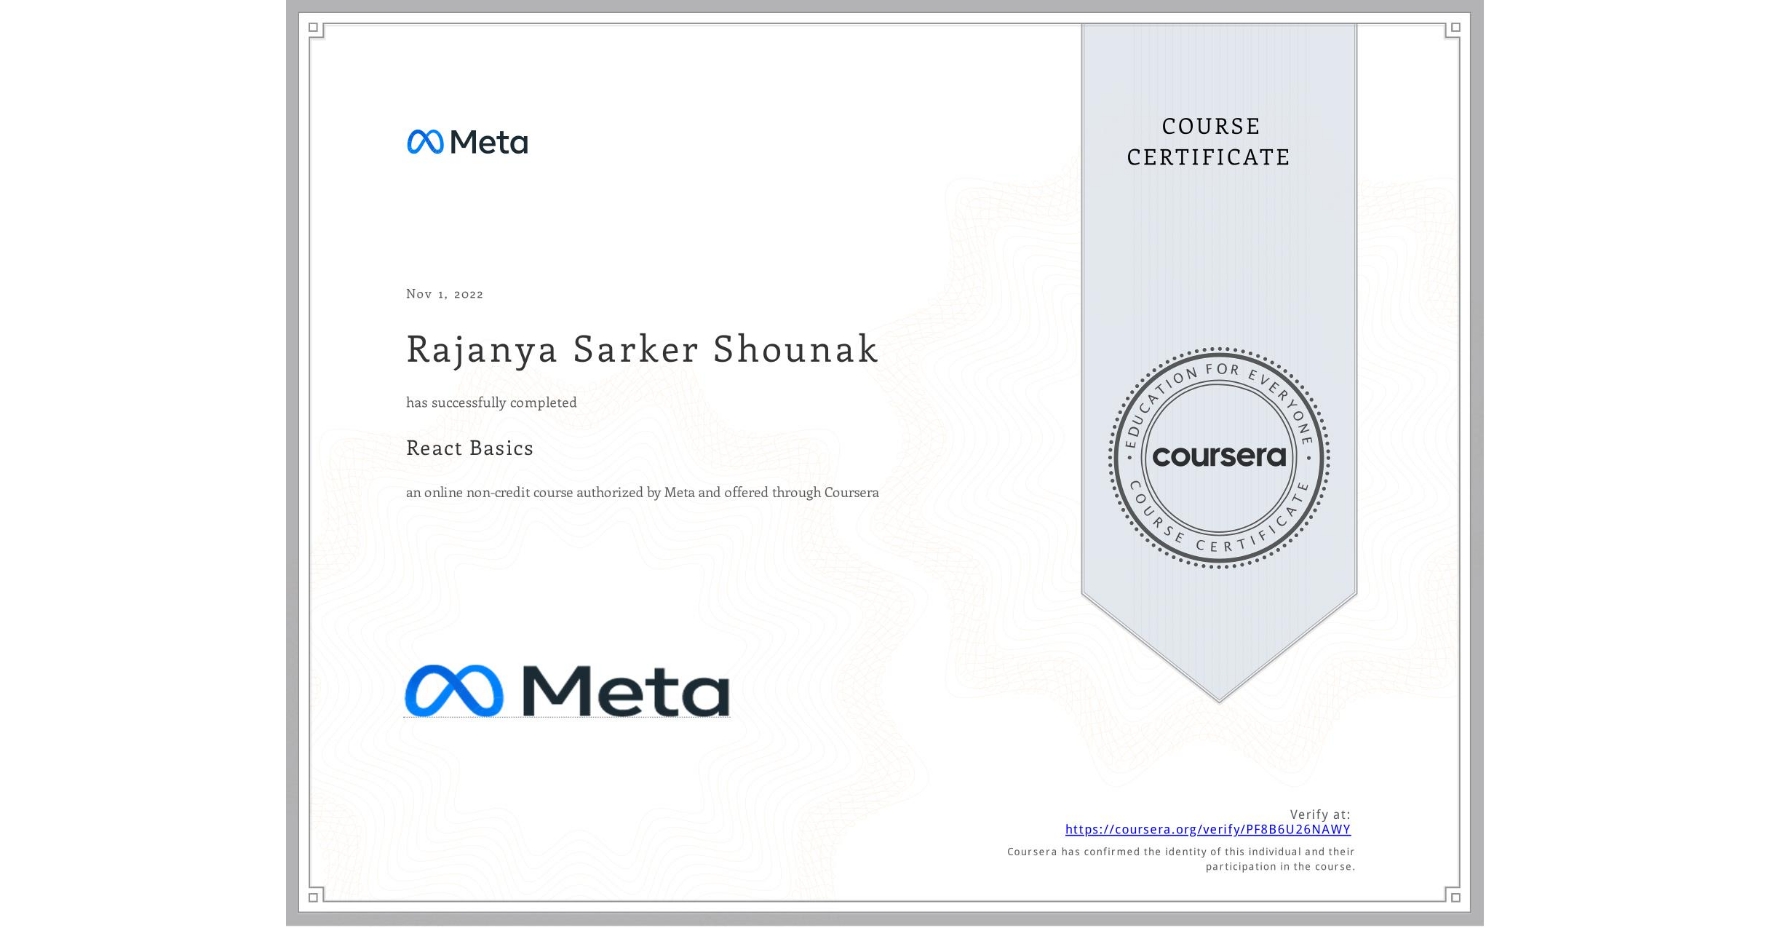 Meta
COURSE
CERTIFICATE
Nov 1, 2022
Rajanya Sarker Shounak
has successfully completed
React Basics
an online non-credit course authorized by Meta and offered through Coursera
EDUCATION FOR EVERYONE
coursera
COURSE CERTIFICATE
Meta
Verify at:
https://coursera.org/verify/PF8B6U26NAWY
Coursera has confirmed the identity of this individual and their
participation in the course.